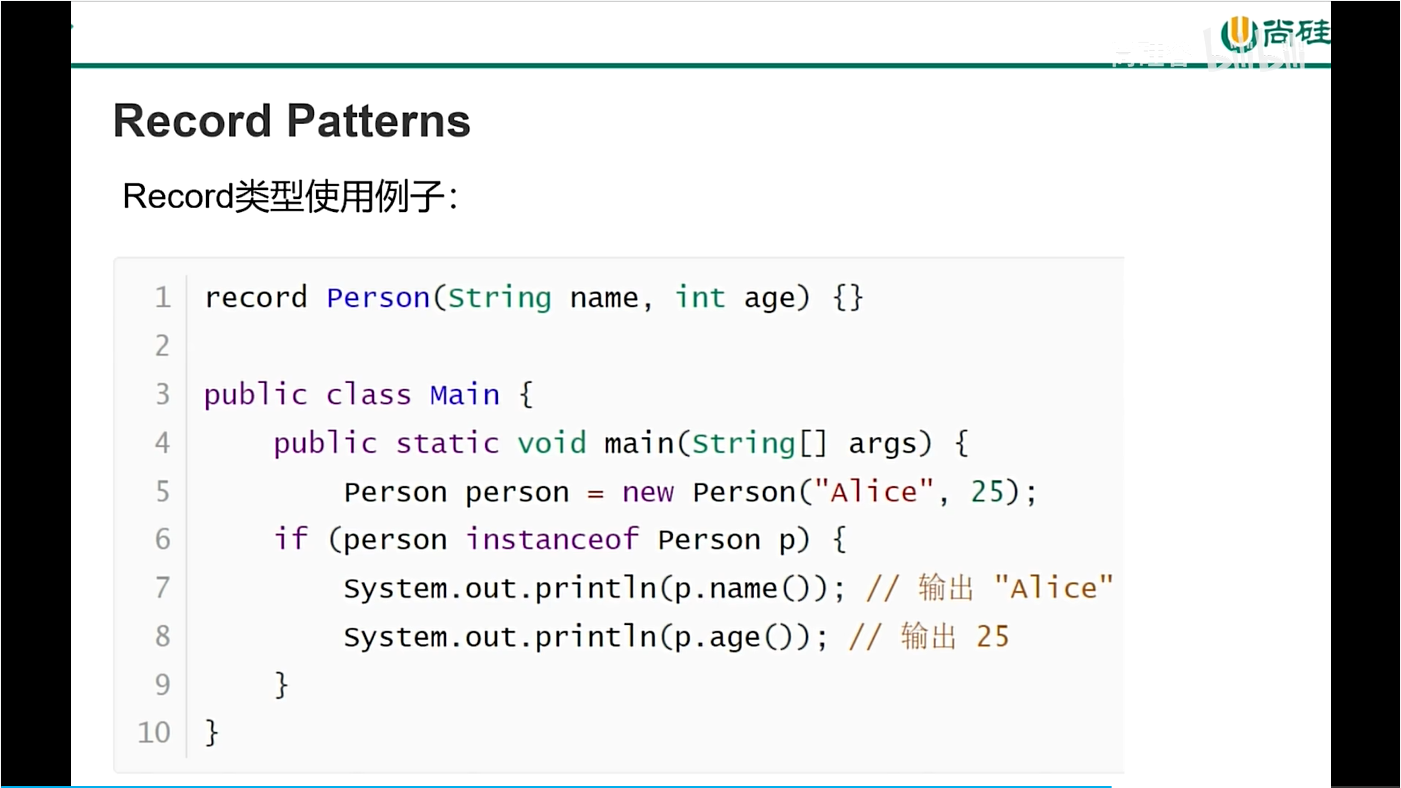 尚硅
bilibili
Record Patterns
Record类型使用例子：
1 record Person(String name, int age) {}
2
3 public class Main {
4     public static void main(String[] args) {
5         Person person = new Person("Alice", 25);
6     if (person instanceof Person p) {
7         System.out.println(p.name()); // 输出 "Alice"
8         System.out.println(p.age()); // 输出 25
9     }
10 }